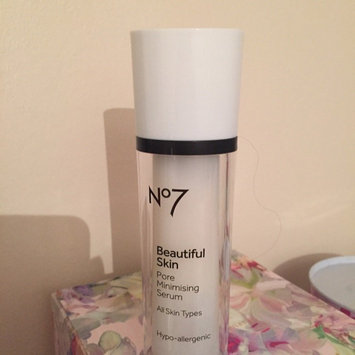 No7
Beautiful
Skin
Pore
Minimising
Serum
All Skin Types
Hypo-allergenic